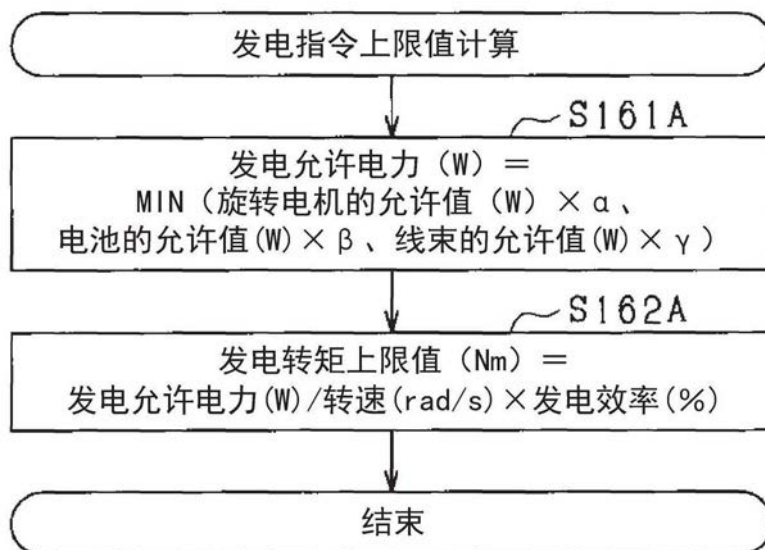 发电指令上限值计算
S161A
发电允许电力(W)=
MIN(旋转电机的允许值(W)×α、
电池的允许值(W)×β、线束的允许值(W)×γ)
S162A
发电转矩上限值(Nm)=
发电允许电力(W)/转速(rad/s)×发电效率(%)
结束